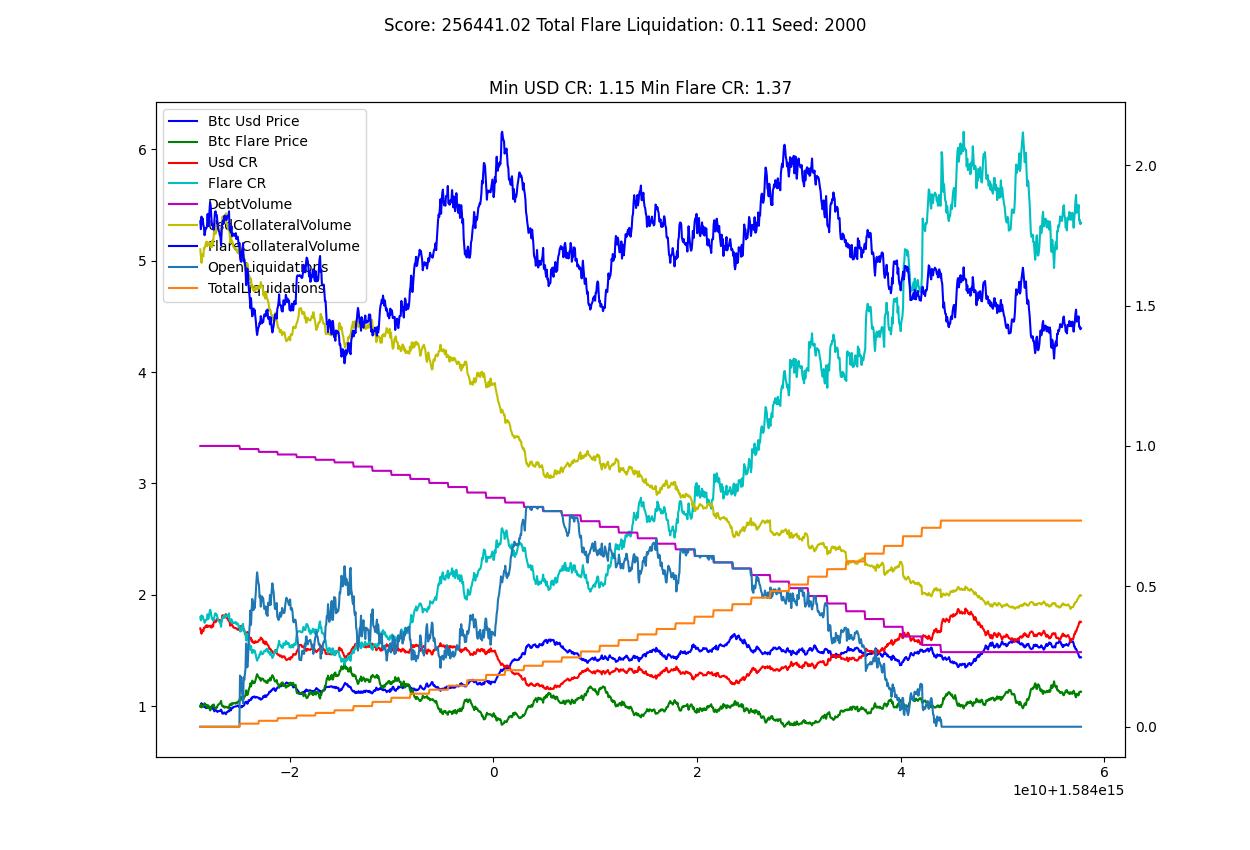 Score: 256441.02 Total Flare Liquidation: 0.11 Seed: 2000
Min USD CR: 1.15 Min Flare CR: 1.37
Btc Usd Price
Btc Flare Price
Usd CR
Flare CR
DebtVolume
UsdCollateralVolume
FlareCollateralVolume
OpenLiquidations
TotalLiquidations
6
5
4
3
2
1
2.0
1.5
1.0
0.5
0.0
−2
0
2
4
6
1e10+1.584e15